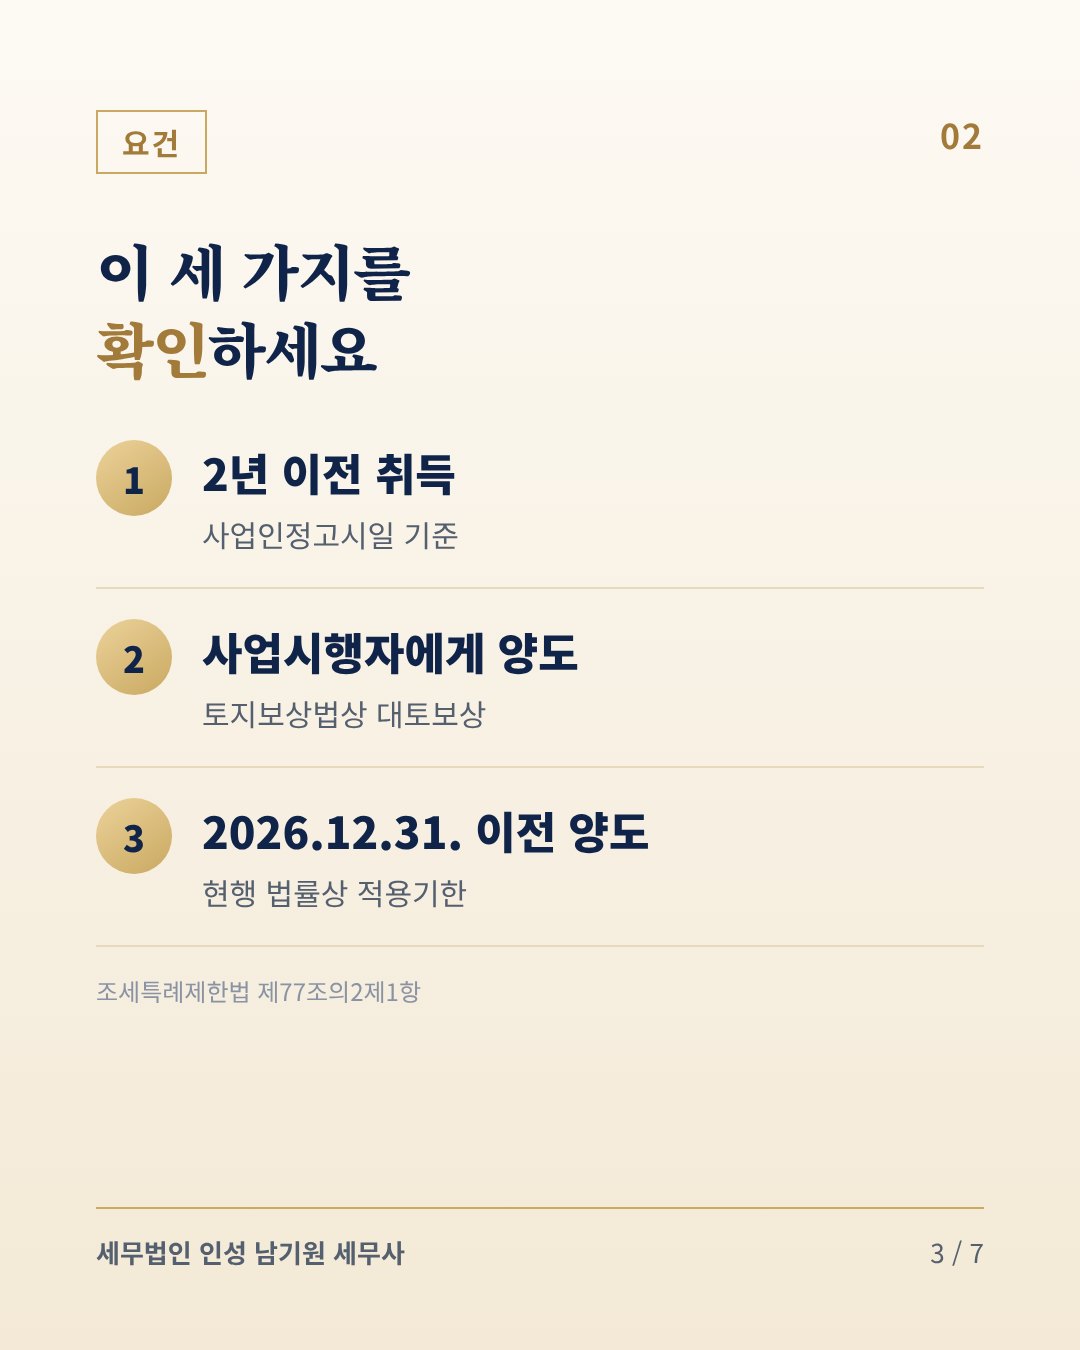 요건
02
이 세 가지를
확인하세요
1
2년 이전 취득
사업인정고시일 기준
2
사업시행자에게 양도
토지보상법상 대토보상
3
2026.12.31. 이전 양도
현행 법률상 적용기한
조세특례제한법 제77조의2제1항
세무법인 인성 남기원 세무사
3 / 7